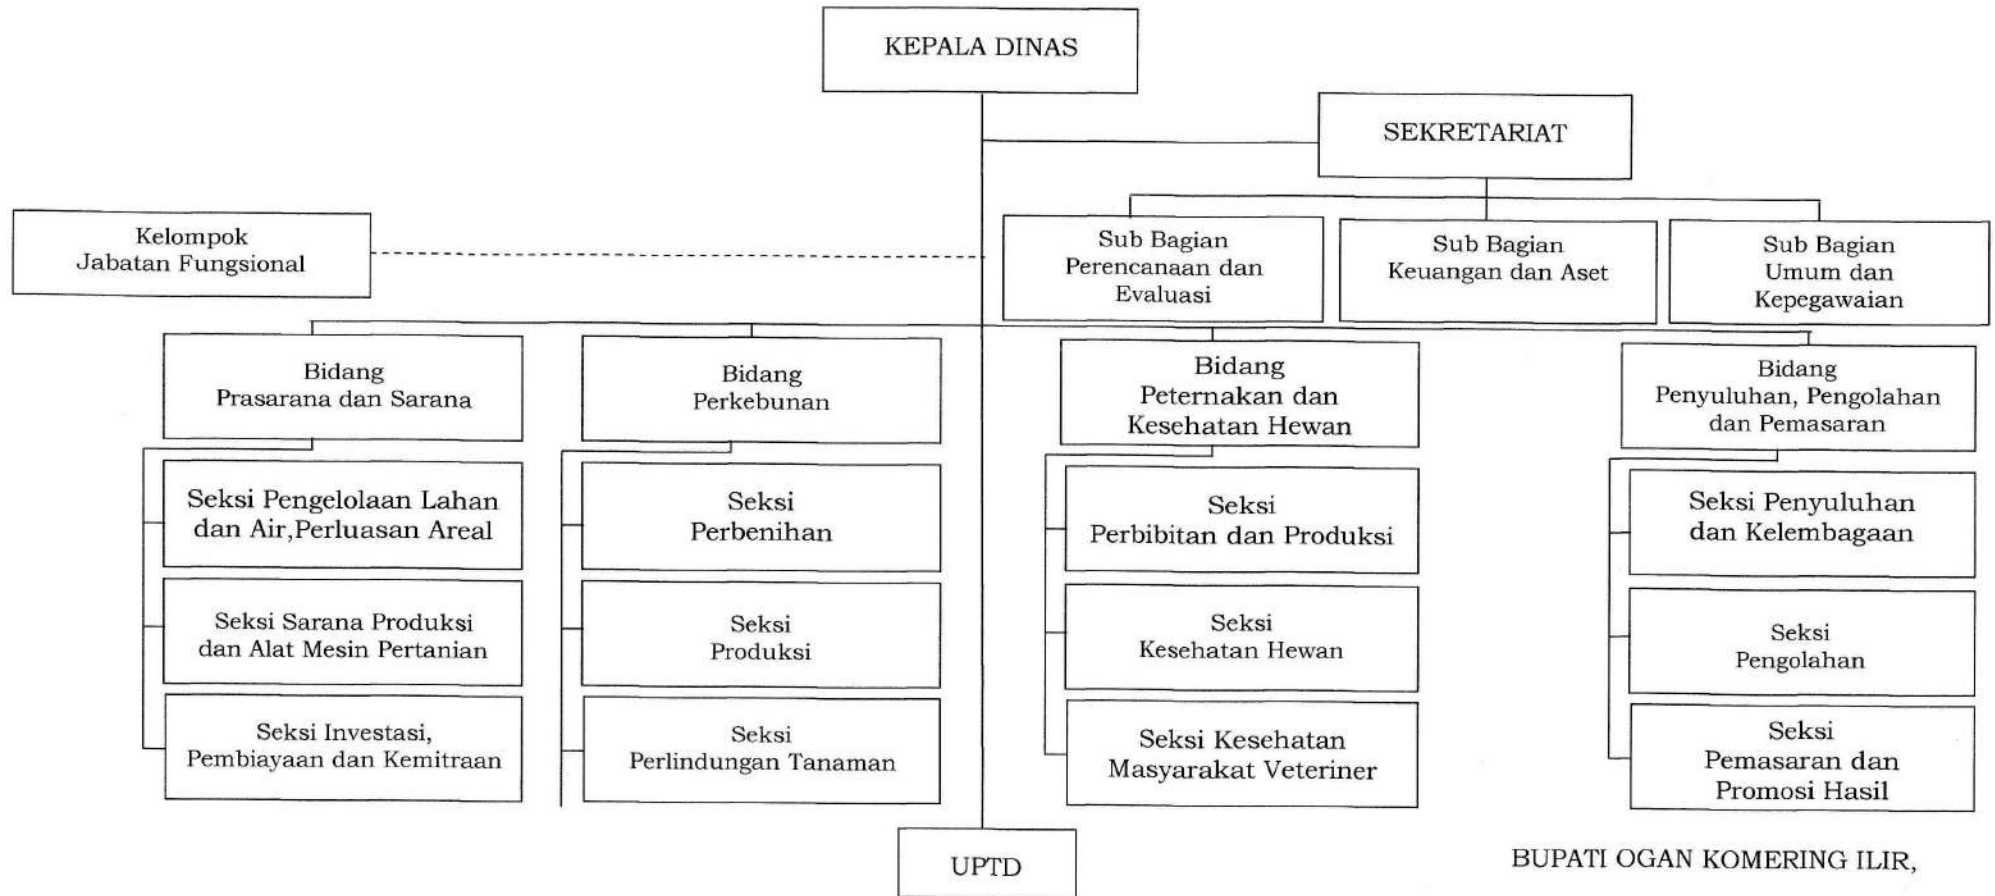 KEPALA DINAS
SEKRETARIAT
Kelompok
Jabatan Fungsional
Sub Bagian
Perencanaan dan
Evaluasi
Sub Bagian
Keuangan dan Aset
Sub Bagian
Umum dan
Kepegawaian
Bidang
Prasarana dan Sarana
Bidang
Perkebunan
Bidang
Peternakan dan
Kesehatan Hewan
Bidang
Penyuluhan, Pengolahan
dan Pemasaran
Seksi Pengelolaan Lahan
dan Air,Perluasan Areal
Seksi
Perbenihan
Seksi
Perbibitan dan Produksi
Seksi Penyuluhan
dan Kelembagaan
Seksi Sarana Produksi
dan Alat Mesin Pertanian
Seksi
Produksi
Seksi
Kesehatan Hewan
Seksi
Pengolahan
Seksi Investasi,
Pembiayaan dan Kemitraan
Seksi
Perlindungan Tanaman
Seksi Kesehatan
Masyarakat Veteriner
Seksi
Pemasaran dan
Promosi Hasil
UPTD
BUPATI OGAN KOMERING ILIR,